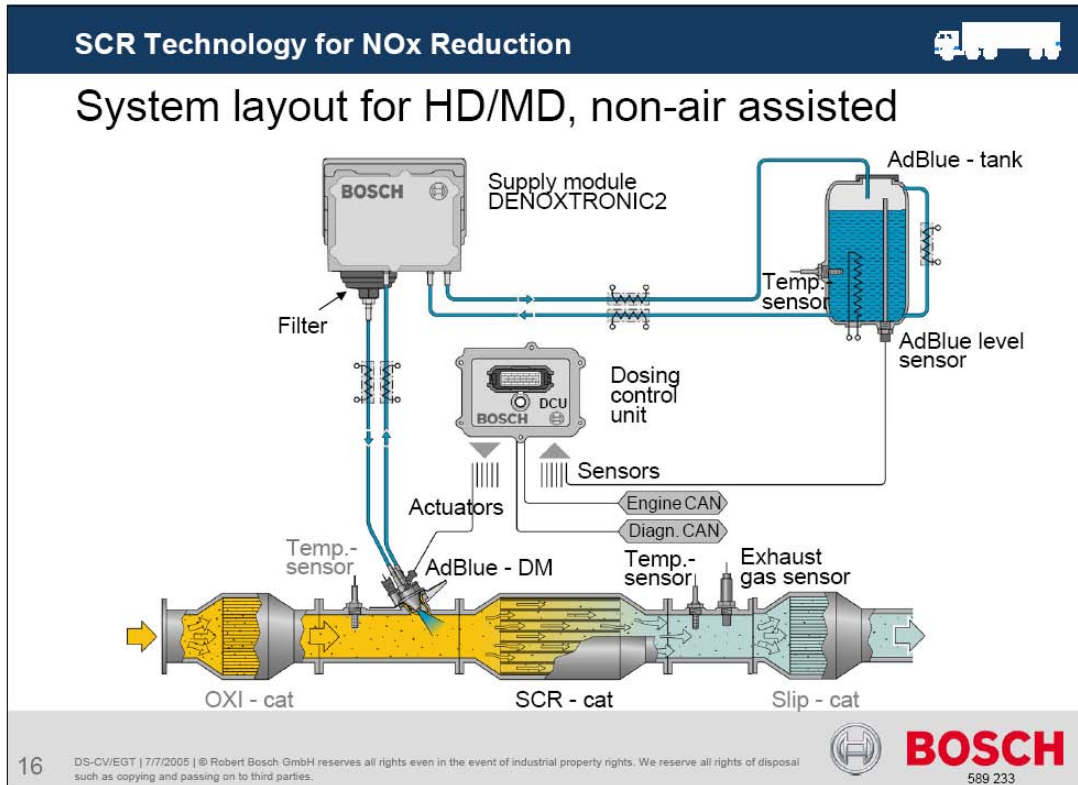 SCR Technology for NOx Reduction
System layout for HD/MD, non-air assisted
BOSCH
Supply module
DENOXTRONIC2
AdBlue - tank
Temp.-
sensor
Filter
AdBlue level
sensor
Dosing
control
unit
DCU
BOSCH
Sensors
Actuators
Engine CAN
Diagn. CAN
Temp.-
sensor
AdBlue - DM
Temp.-
sensor
Exhaust
gas sensor
OXI - cat
SCR - cat
Slip - cat
16
DS-CV/EGT | 7/7/2005 | © Robert Bosch GmbH reserves all rights even in the event of industrial property rights. We reserve all rights of disposal
such as copying and passing on to third parties.
BOSCH
589 233